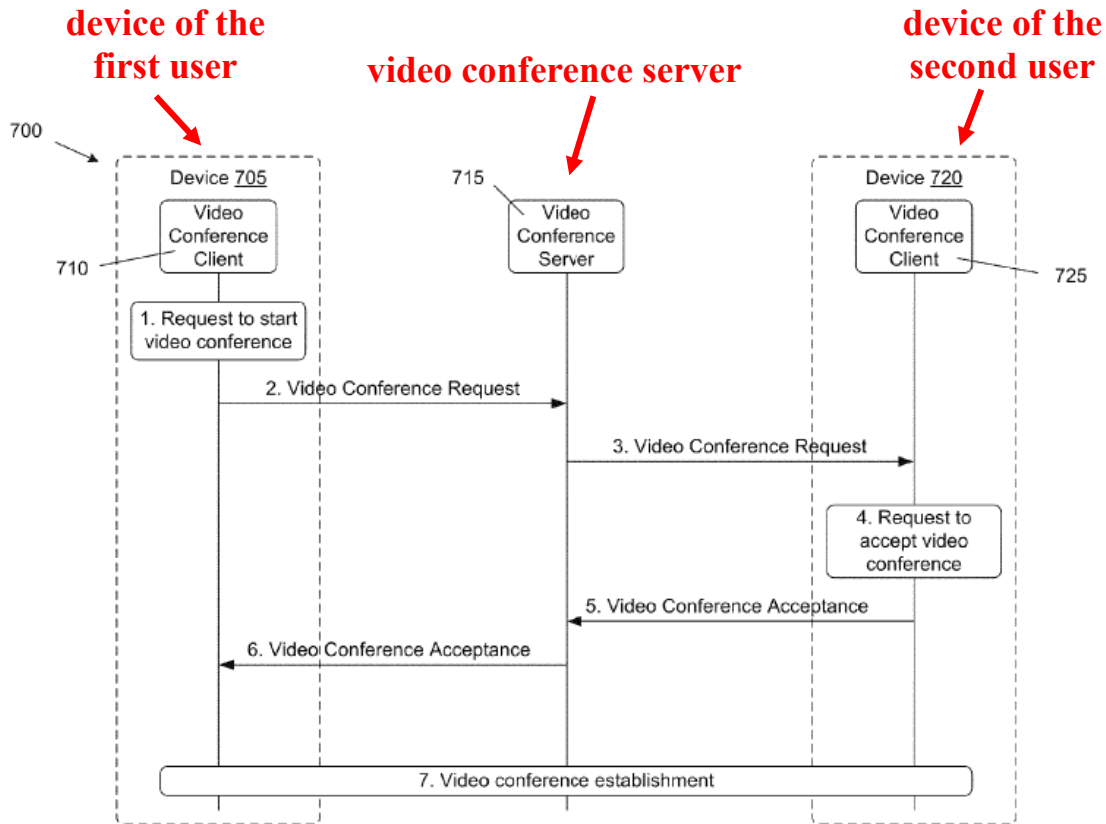 device of the
first user
video conference server
device of the
second user
700
Device 705
715
Device 720
Video
Conference
Client
710
Video
Conference
Server
Video
Conference
Client
725
1. Request to start
video conference
2. Video Conference Request
3. Video Conference Request
4. Request to
accept video
conference
5. Video Conference Acceptance
6. Video Conference Acceptance
7. Video conference establishment